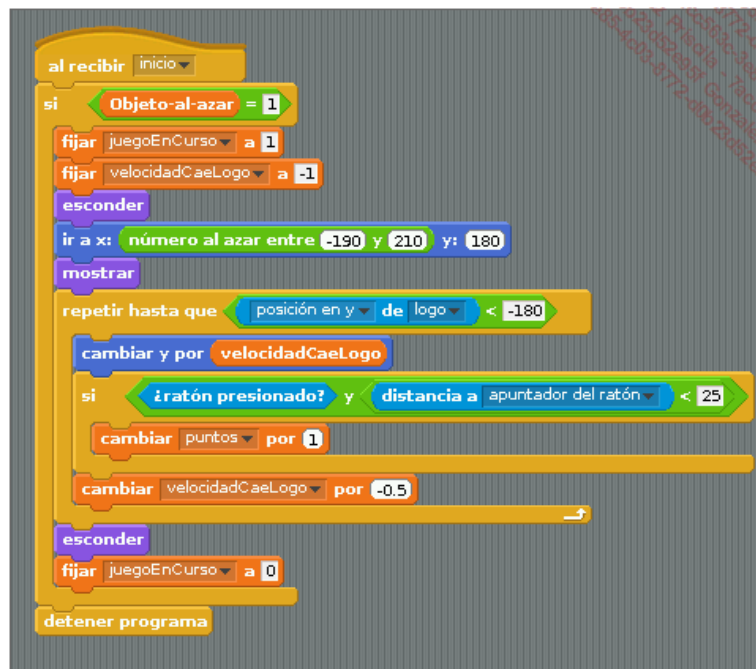 al recibir inicio
si Objeto-al-azar = 1
fijar juegoEnCurso a 1
fijar velocidadCaeLogo a -1
esconder
ir a x: número al azar entre -190 y 210 y: 180
mostrar
repetir hasta que posición en y de logo < -180
cambiar y por velocidadCaeLogo
si ¿ratón presionado? y distancia a apuntador del ratón < 25
cambiar puntos por 1
cambiar velocidadCaeLogo por -0.5
esconder
fijar juegoEnCurso a 0
detener programa